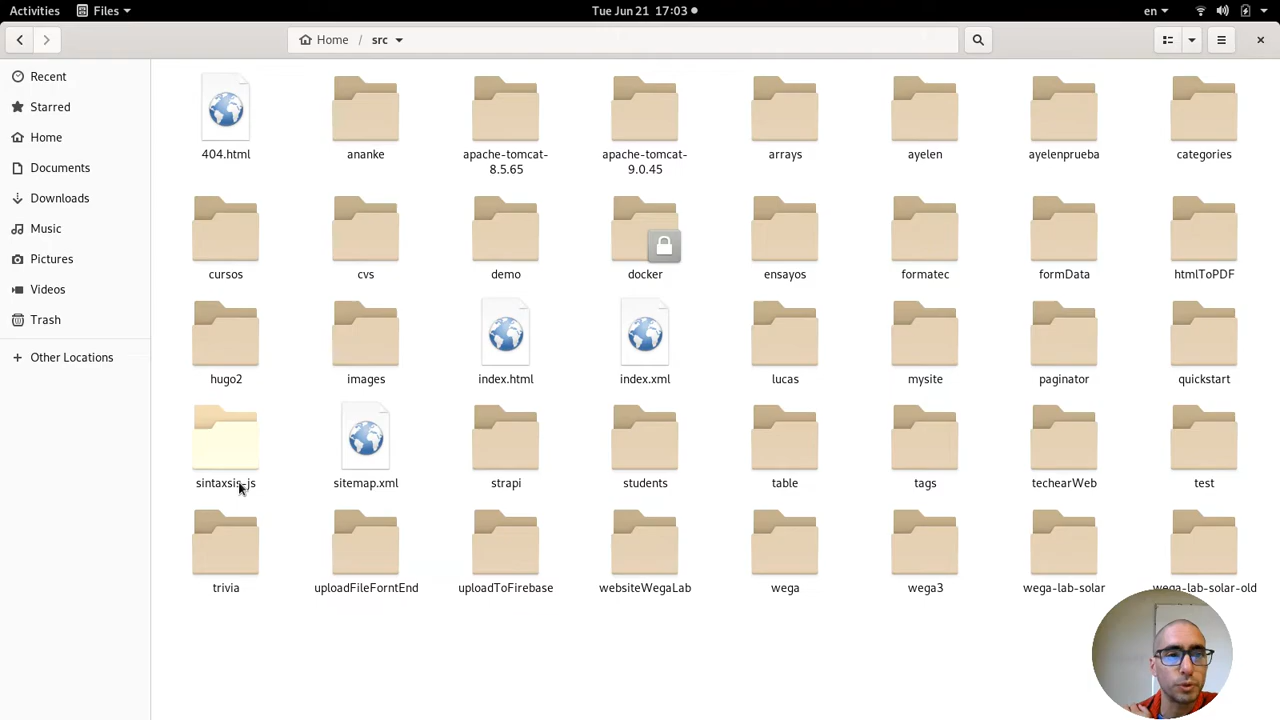 Activities Files Tue Jun 21 17:03 en
Home src
Recent
Starred
Home
Documents
Downloads
Music
Pictures
Videos
Trash
Other Locations
404.html ananke apache-tomcat- apache-tomcat- arrays ayelen ayelenprueba categories
8.5.65 9.0.45
cursos cvs demo docker ensayos formatec formData htmlToPDF
hugo2 images index.html index.xml lucas mysite paginator quickstart
sintaxsis-js sitemap.xml strapi students table tags techearWeb test
trivia uploadFileForntEnd uploadToFirebase websiteWegaLab wega wega3 wega-lab-solar wega-lab-solar-old